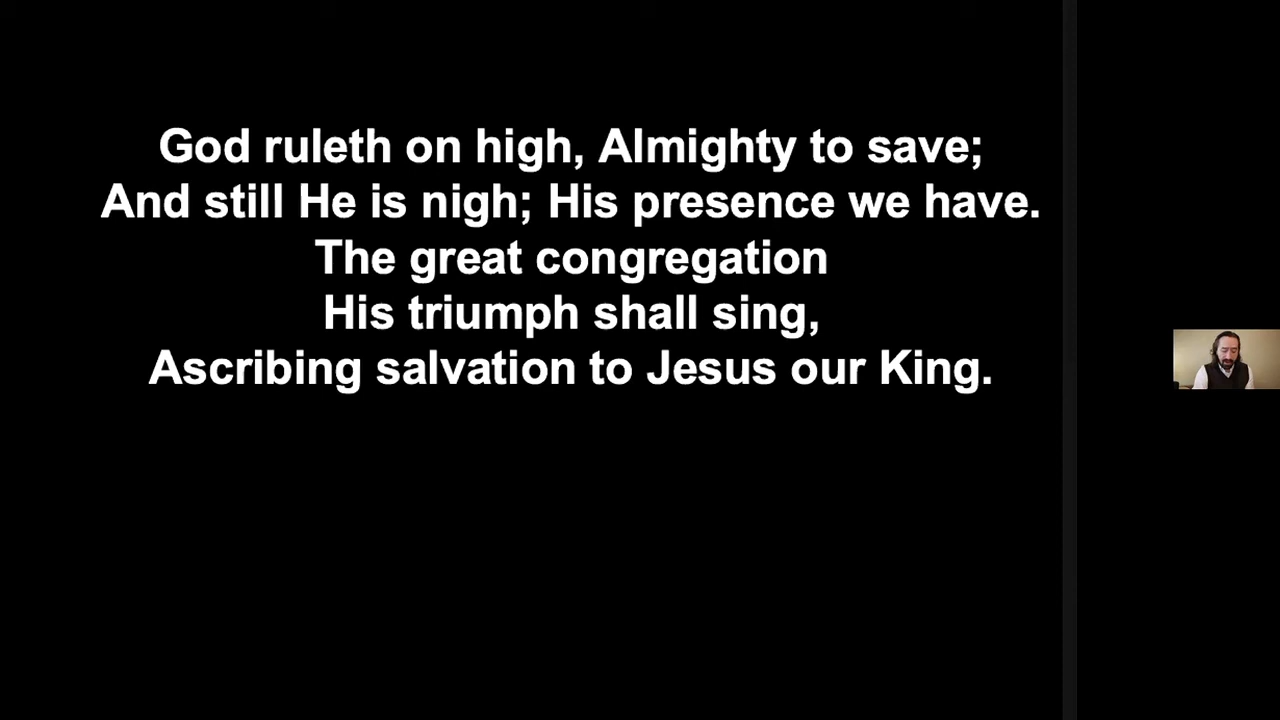 God ruleth on high, Almighty to save;
And still He is nigh; His presence we have.
The great congregation
His triumph shall sing,
Ascribing salvation to Jesus our King.